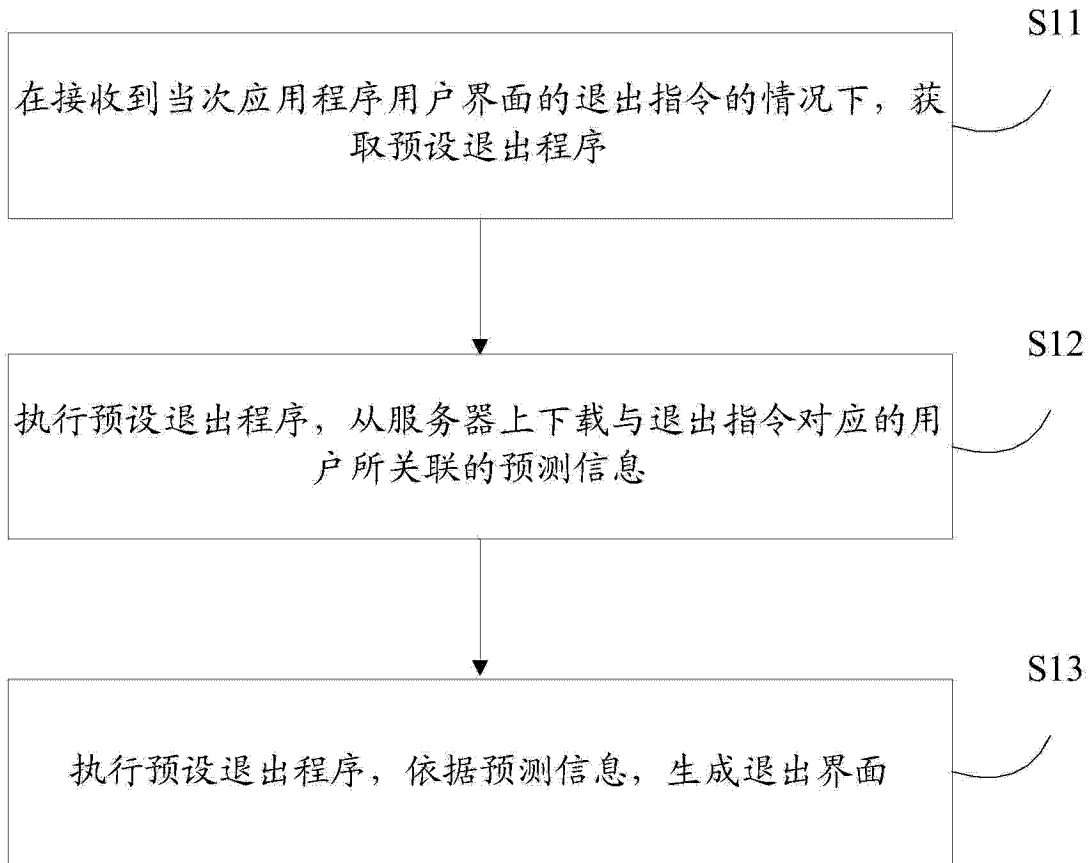 S11
在接收到当次应用程序用户界面的退出指令的情况下，获
取预设退出程序
S12
执行预设退出程序，从服务器上下载与退出指令对应的用
户所关联的预测信息
S13
执行预设退出程序，依据预测信息，生成退出界面